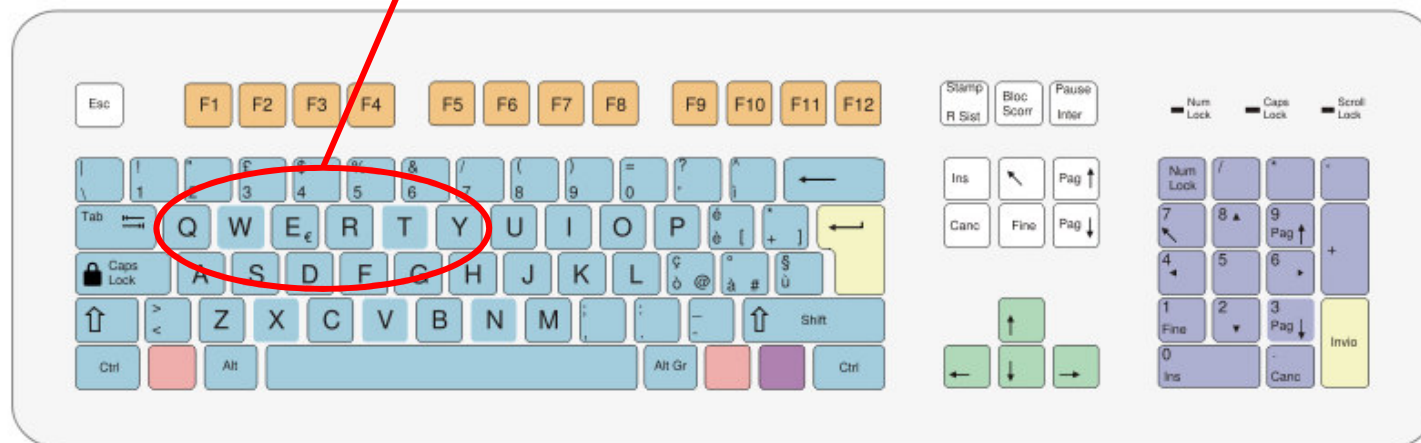 Esc F1 F2 F3 F4 F5 F6 F7 F8 F9 F10 F11 F12 Stamp R Sist Bloc Scorr Pause Inter Num Lock Caps Lock Scroll Lock
| \ ! 1 " 2 £ 3 $ 4 % 5 & 6 / 7 ( 8 ) 9 = 0 ? ' ^ ì ← Ins ↖ Pag ↑ Num Lock / * -
Tab Q W E € R T Y U I O P é è [ * + ] Canc Fine Pag ↓ 7 ↖ 8 ▲ 9 Pag ↑ +
Caps Lock A S D F G H J K L ç ò @ ° à # § ù 4 ◄ 5 6 ►
⇧ > < Z X C V B N M ; , : . _ - ⇧ Shift ↑ 1 Fine 2 ▼ 3 Pag ↓ Invio
Ctrl Alt Alt Gr Ctrl ← ↓ → 0 Ins . Canc